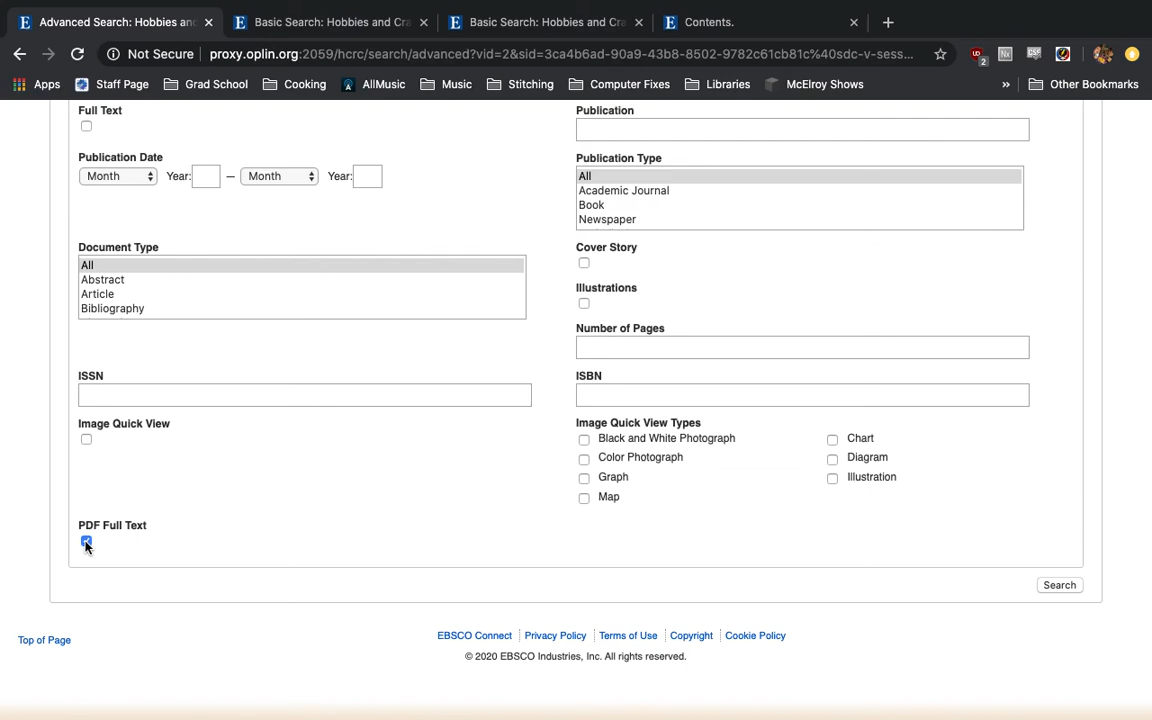 Advanced Search: Hobbies and
Basic Search: Hobbies and Cra
Basic Search: Hobbies and Cra
Contents.
Not Secure
proxy.oplin.org:2059/hcrc/search/advanced?vid=2&sid=3ca4b6ad-90a9-43b8-8502-9782c61cb81c%40sdc-v-sess...
2
Apps
Staff Page
Grad School
Cooking
AllMusic
Music
Stitching
Computer Fixes
Libraries
McElroy Shows
»
Other Bookmarks
Full Text
Publication
Publication Date
Month Year: — Month Year:
Publication Type
All
Academic Journal
Book
Newspaper
Document Type
All
Abstract
Article
Bibliography
Cover Story
Illustrations
Number of Pages
ISSN
ISBN
Image Quick View
Image Quick View Types
Black and White Photograph
Chart
Color Photograph
Diagram
Graph
Illustration
Map
PDF Full Text
Search
Top of Page
EBSCO Connect Privacy Policy Terms of Use Copyright Cookie Policy
© 2020 EBSCO Industries, Inc. All rights reserved.